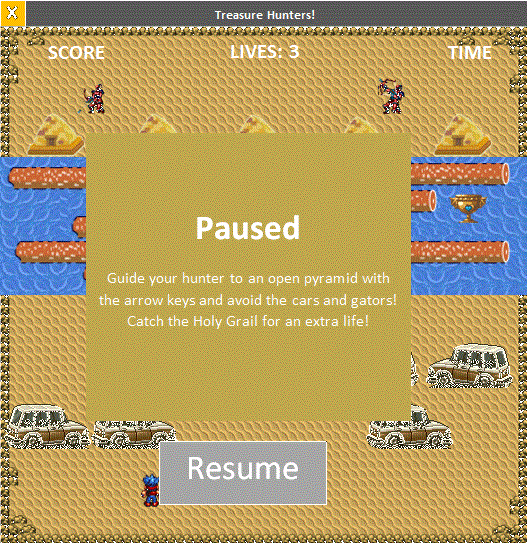 X
Treasure Hunters!
SCORE LIVES: 3 TIME
Paused
Guide your hunter to an open pyramid with
the arrow keys and avoid the cars and gators!
Catch the Holy Grail for an extra life!
Resume